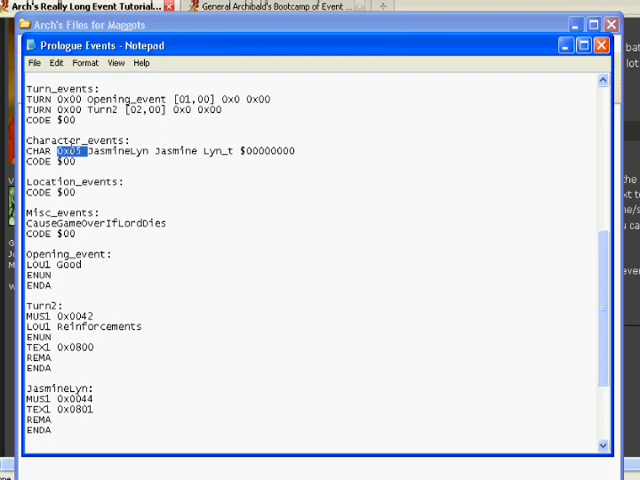 Arch's Really Long Event Tutorial...
General Archibald's Bootcamp of Event ...
Arch's Files for Maggots
Prologue Events - Notepad
File Edit Format View Help
Turn_events:
TURN 0x00 Opening_event [01,00] 0x0 0x00
TURN 0x00 Turn2 [02,00] 0x0 0x00
CODE $00
Character_events:
CHAR 0x05 JasmineLyn Jasmine Lyn_t $00000000
CODE $00
Location_events:
CODE $00
Misc_events:
CauseGameOverIfLordDies
CODE $00
Opening_event:
LOU1 Good
ENUN
ENDA
Turn2:
MUS1 0x0042
LOU1 Reinforcements
ENUN
TEX1 0x0800
REMA
ENDA
JasmineLyn:
MUS1 0x0044
TEX1 0x0801
REMA
ENDA